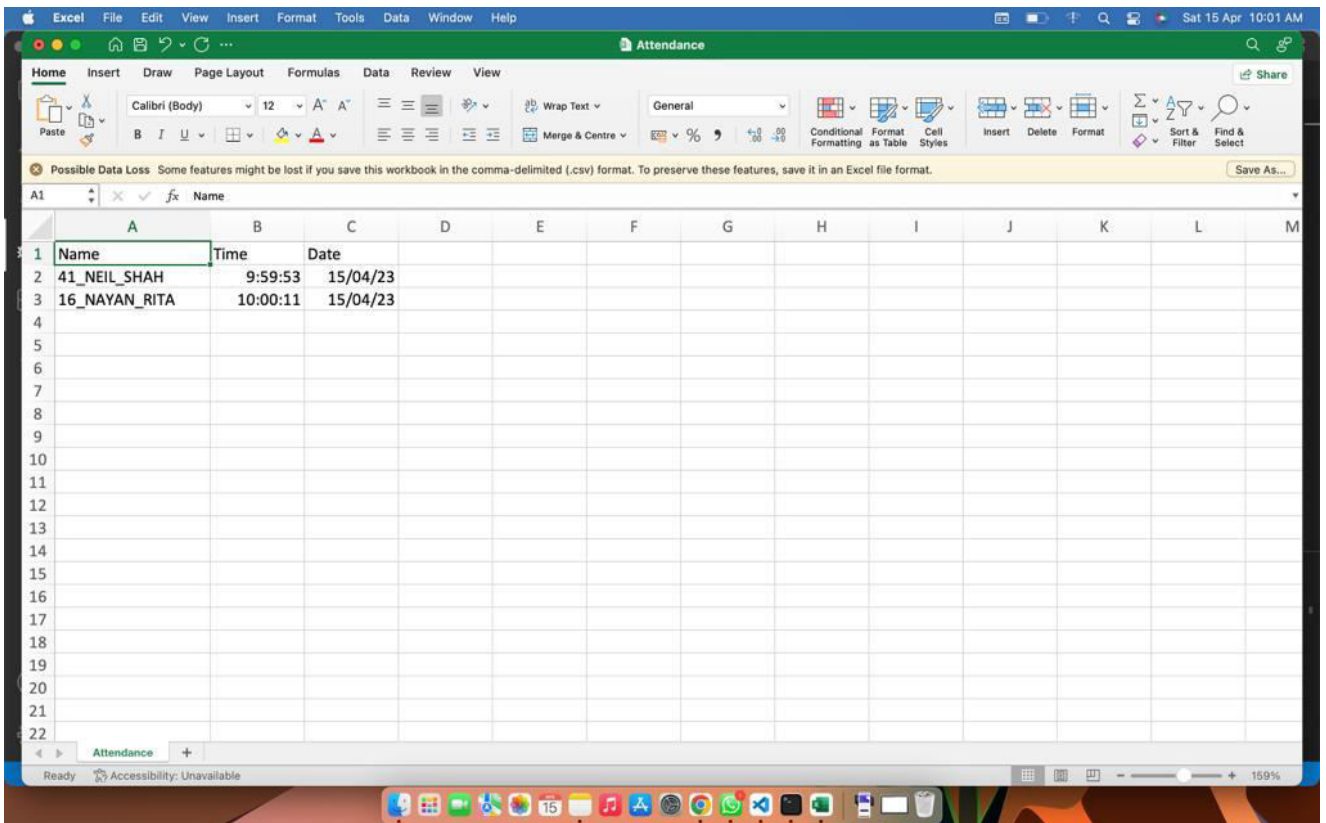 Excel File Edit View Insert Format Tools Data Window Help Sat 15 Apr 10:01 AM
Attendance
Home Insert Draw Page Layout Formulas Data Review View Share
Calibri (Body) 12 A A Wrap Text General
Paste B I U A Merge & Centre % Conditional Formatting Format as Table Cell Styles Insert Delete Format Sort & Filter Find & Select
Possible Data Loss Some features might be lost if you save this workbook in the comma-delimited (.csv) format. To preserve these features, save it in an Excel file format. Save As...
A1 fx Name
A B C D E F G H I J K L M
1 Name Time Date
2 41_NEIL_SHAH 9:59:53 15/04/23
3 16_NAYAN_RITA 10:00:11 15/04/23
4
5
6
7
8
9
10
11
12
13
14
15
16
17
18
19
20
21
22
Attendance +
Ready Accessibility: Unavailable 159%
15